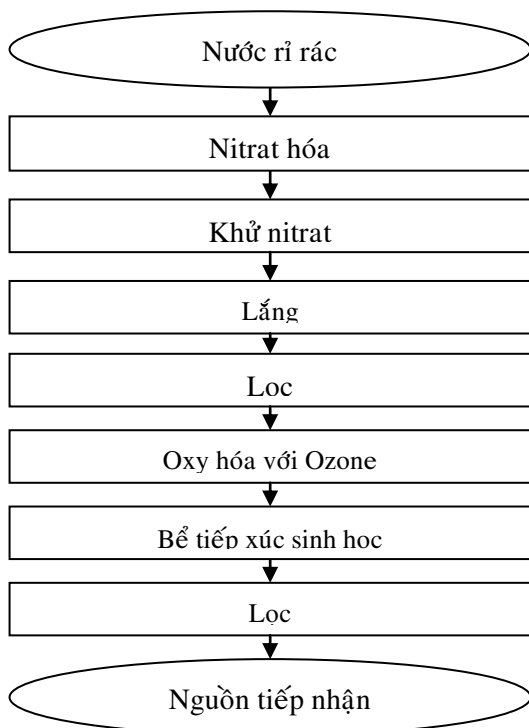 Nước rỉ rác
Nitrat hóa
Khử nitrat
Lắng
Lọc
Oxy hóa với Ozone
Bể tiếp xúc sinh học
Lọc
Nguồn tiếp nhận